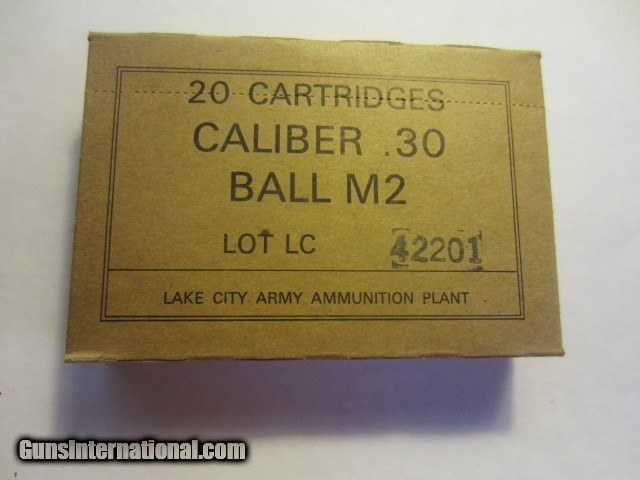 20 CARTRIDGES
CALIBER .30
BALL M2
LOT LC 42201
LAKE CITY ARMY AMMUNITION PLANT
GunsInternational.com